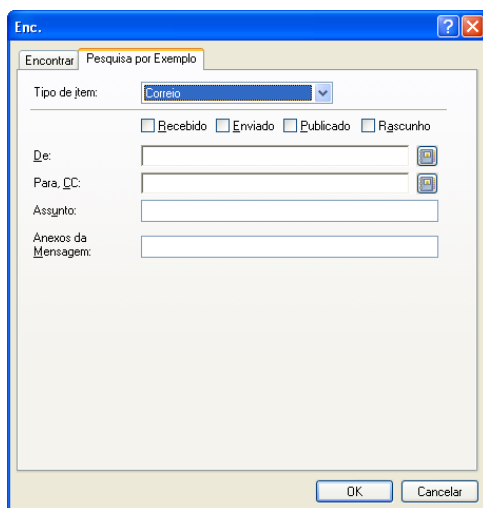 Enc.
Encontrar Pesquisa por Exemplo
Tipo de item: Correio
Recebido Enviado Publicado Rascunho
De:
Para, CC:
Assunto:
Anexos da
Mensagem:
OK Cancelar